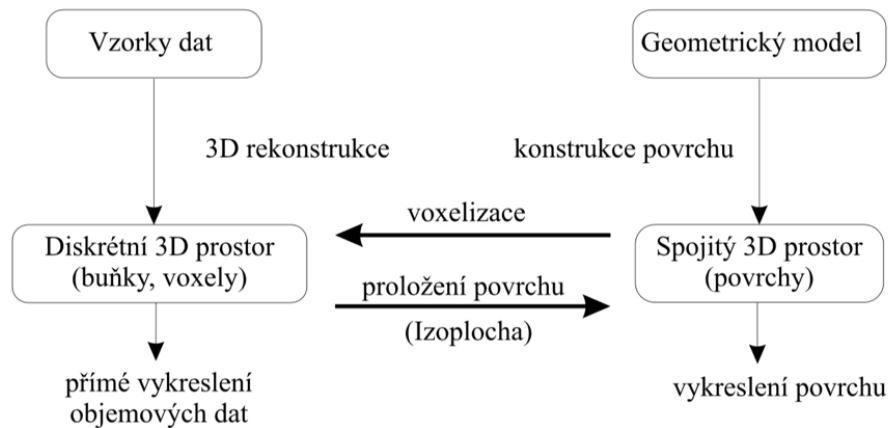 Vzorky dat
Geometrický model
3D rekonstrukce
konstrukce povrchu
voxelizace
Diskrétní 3D prostor
(buňky, voxely)
Spojitý 3D prostor
(povrchy)
proložení povrchu
(Izoplocha)
přímé vykreslení
objemových dat
vykreslení povrchu